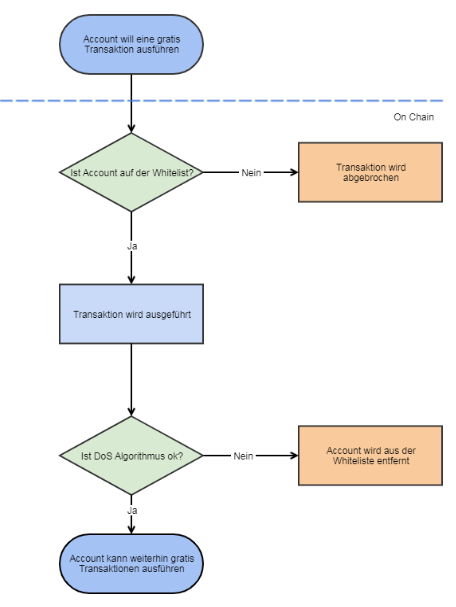 Account will eine gratis
Transaktion ausführen
On Chain
Ist Account auf der Whitelist?
Nein
Transaktion wird
abgebrochen
Ja
Transaktion wird ausgeführt
Ist DoS Algorithmus ok?
Nein
Account wird aus der
Whiteliste entfernt
Ja
Account kann weiterhin gratis
Transaktionen ausführen